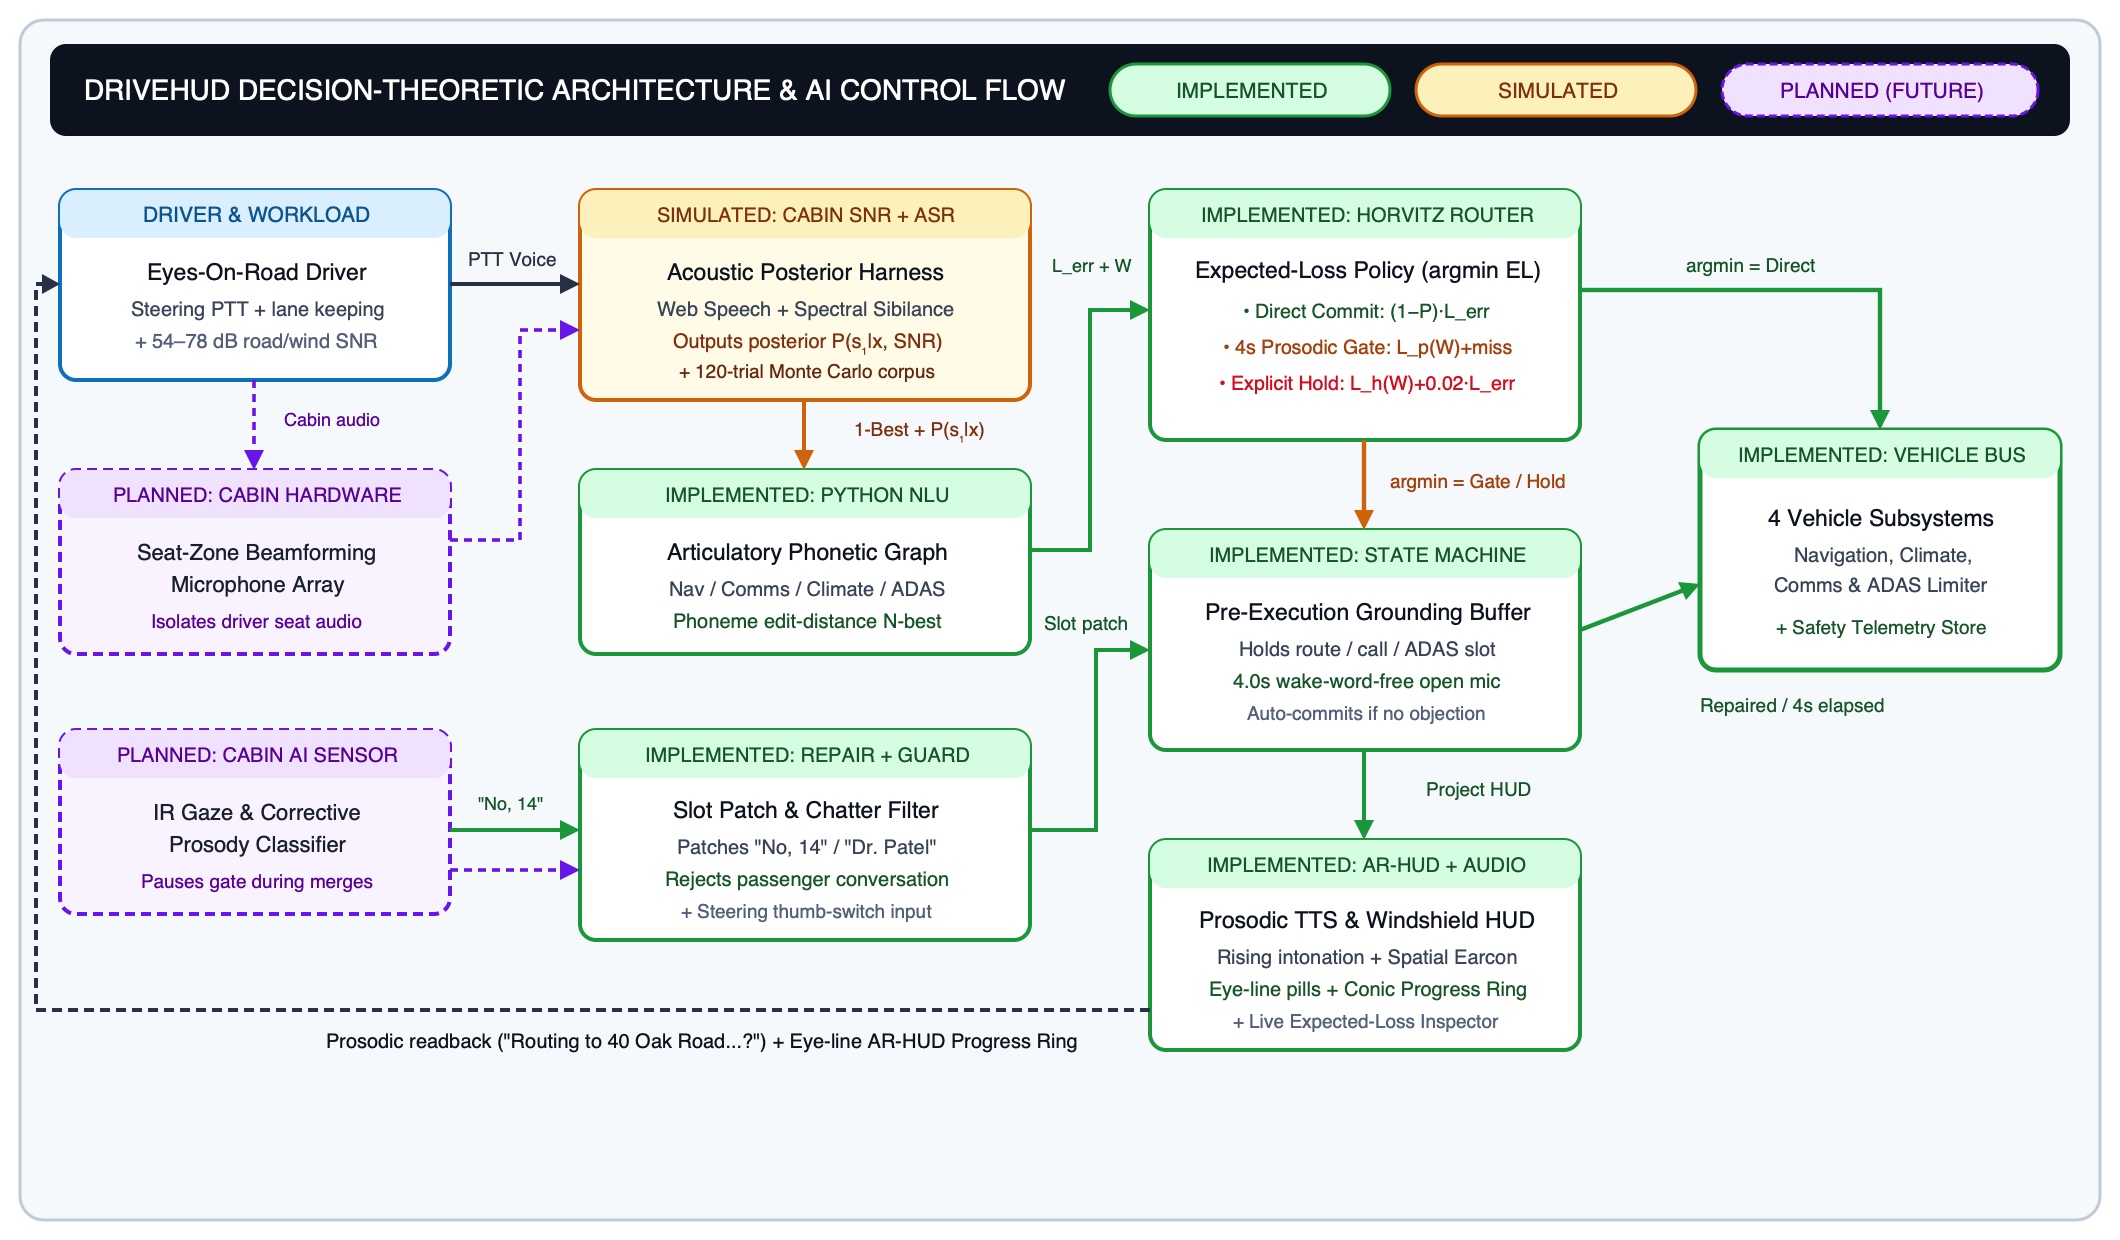 DRIVEHUD DECISION-THEORETIC ARCHITECTURE & AI CONTROL FLOW
IMPLEMENTED
SIMULATED
PLANNED (FUTURE)
DRIVER & WORKLOAD
Eyes-On-Road Driver
Steering PTT + lane keeping
+ 54–78 dB road/wind SNR
PTT Voice
SIMULATED: CABIN SNR + ASR
Acoustic Posterior Harness
Web Speech + Spectral Sibilance
Outputs posterior P(s₁|x, SNR)
+ 120-trial Monte Carlo corpus
L_err + W
IMPLEMENTED: HORVITZ ROUTER
Expected-Loss Policy (argmin EL)
• Direct Commit: (1–P)·L_err
• 4s Prosodic Gate: L_p(W)+miss
• Explicit Hold: L_h(W)+0.02·L_err
argmin = Direct
Cabin audio
1-Best + P(s₁|x)
argmin = Gate / Hold
PLANNED: CABIN HARDWARE
Seat-Zone Beamforming
Microphone Array
Isolates driver seat audio
IMPLEMENTED: PYTHON NLU
Articulatory Phonetic Graph
Nav / Comms / Climate / ADAS
Phoneme edit-distance N-best
Slot patch
IMPLEMENTED: STATE MACHINE
Pre-Execution Grounding Buffer
Holds route / call / ADAS slot
4.0s wake-word-free open mic
Auto-commits if no objection
IMPLEMENTED: VEHICLE BUS
4 Vehicle Subsystems
Navigation, Climate,
Comms & ADAS Limiter
+ Safety Telemetry Store
Repaired / 4s elapsed
PLANNED: CABIN AI SENSOR
IR Gaze & Corrective
Prosody Classifier
Pauses gate during merges
"No, 14"
IMPLEMENTED: REPAIR + GUARD
Slot Patch & Chatter Filter
Patches "No, 14" / "Dr. Patel"
Rejects passenger conversation
+ Steering thumb-switch input
Project HUD
IMPLEMENTED: AR-HUD + AUDIO
Prosodic TTS & Windshield HUD
Rising intonation + Spatial Earcon
Eye-line pills + Conic Progress Ring
+ Live Expected-Loss Inspector
Prosodic readback ("Routing to 40 Oak Road...?") + Eye-line AR-HUD Progress Ring